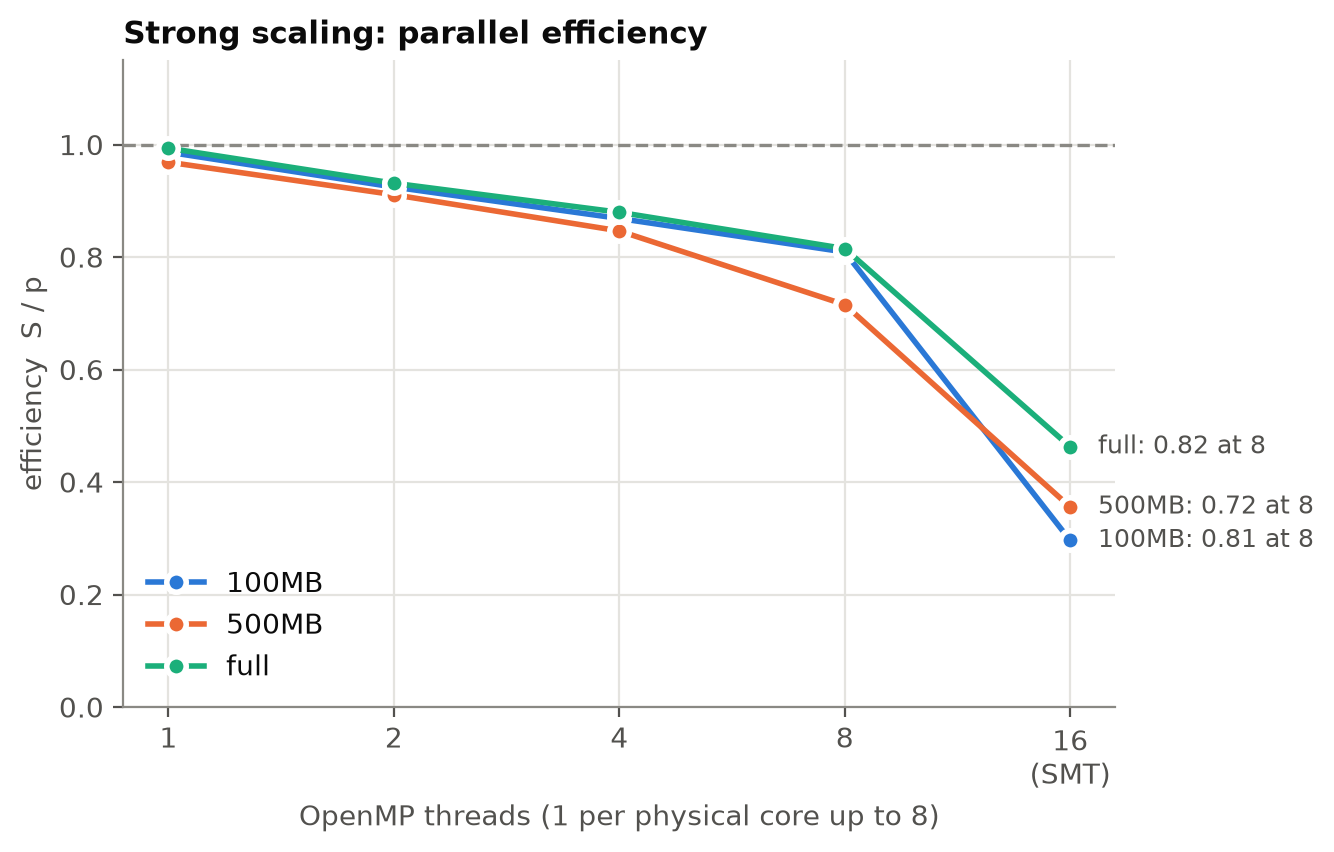 Strong scaling: parallel efficiency
efficiency S / p
1.0
0.8
0.6
0.4
0.2
0.0
full: 0.82 at 8
500MB: 0.72 at 8
100MB: 0.81 at 8
100MB
500MB
full
1
2
4
8
16
(SMT)
OpenMP threads (1 per physical core up to 8)